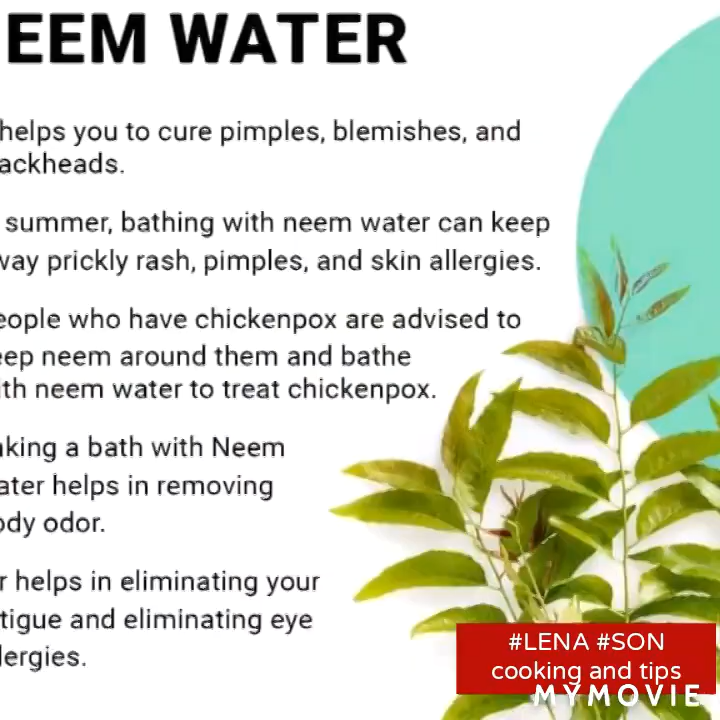 EEM WATER
helps you to cure pimples, blemishes, and
ackheads.
summer, bathing with neem water can keep
way prickly rash, pimples, and skin allergies.
eople who have chickenpox are advised to
eep neem around them and bathe
ith neem water to treat chickenpox.
aking a bath with Neem
ater helps in removing
ody odor.
r helps in eliminating your
tigue and eliminating eye
lergies.
#LENA #SON
cooking and tips
MYMOVIE